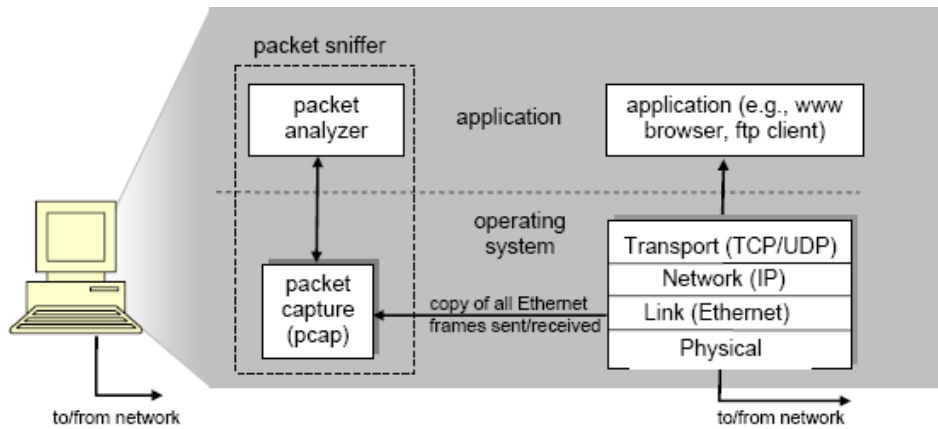 packet sniffer
packet
analyzer
application
application (e.g., www
browser, ftp client)
operating
system
packet
capture
(pcap)
copy of all Ethernet
frames sent/received
Transport (TCP/UDP)
Network (IP)
Link (Ethernet)
Physical
to/from network
to/from network